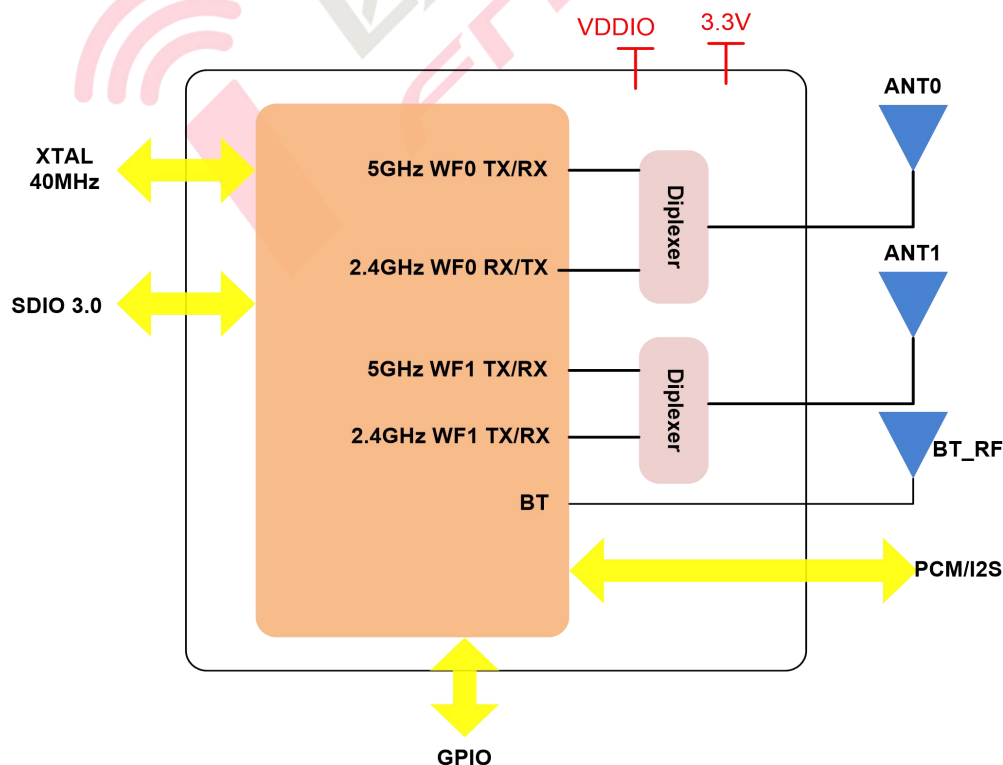 VDDIO
3.3V
ANT0
XTAL
40MHz
5GHz WF0 TX/RX
Diplexer
2.4GHz WF0 RX/TX
ANT1
SDIO 3.0
5GHz WF1 TX/RX
Diplexer
2.4GHz WF1 TX/RX
BT_RF
BT
PCM/I2S
GPIO